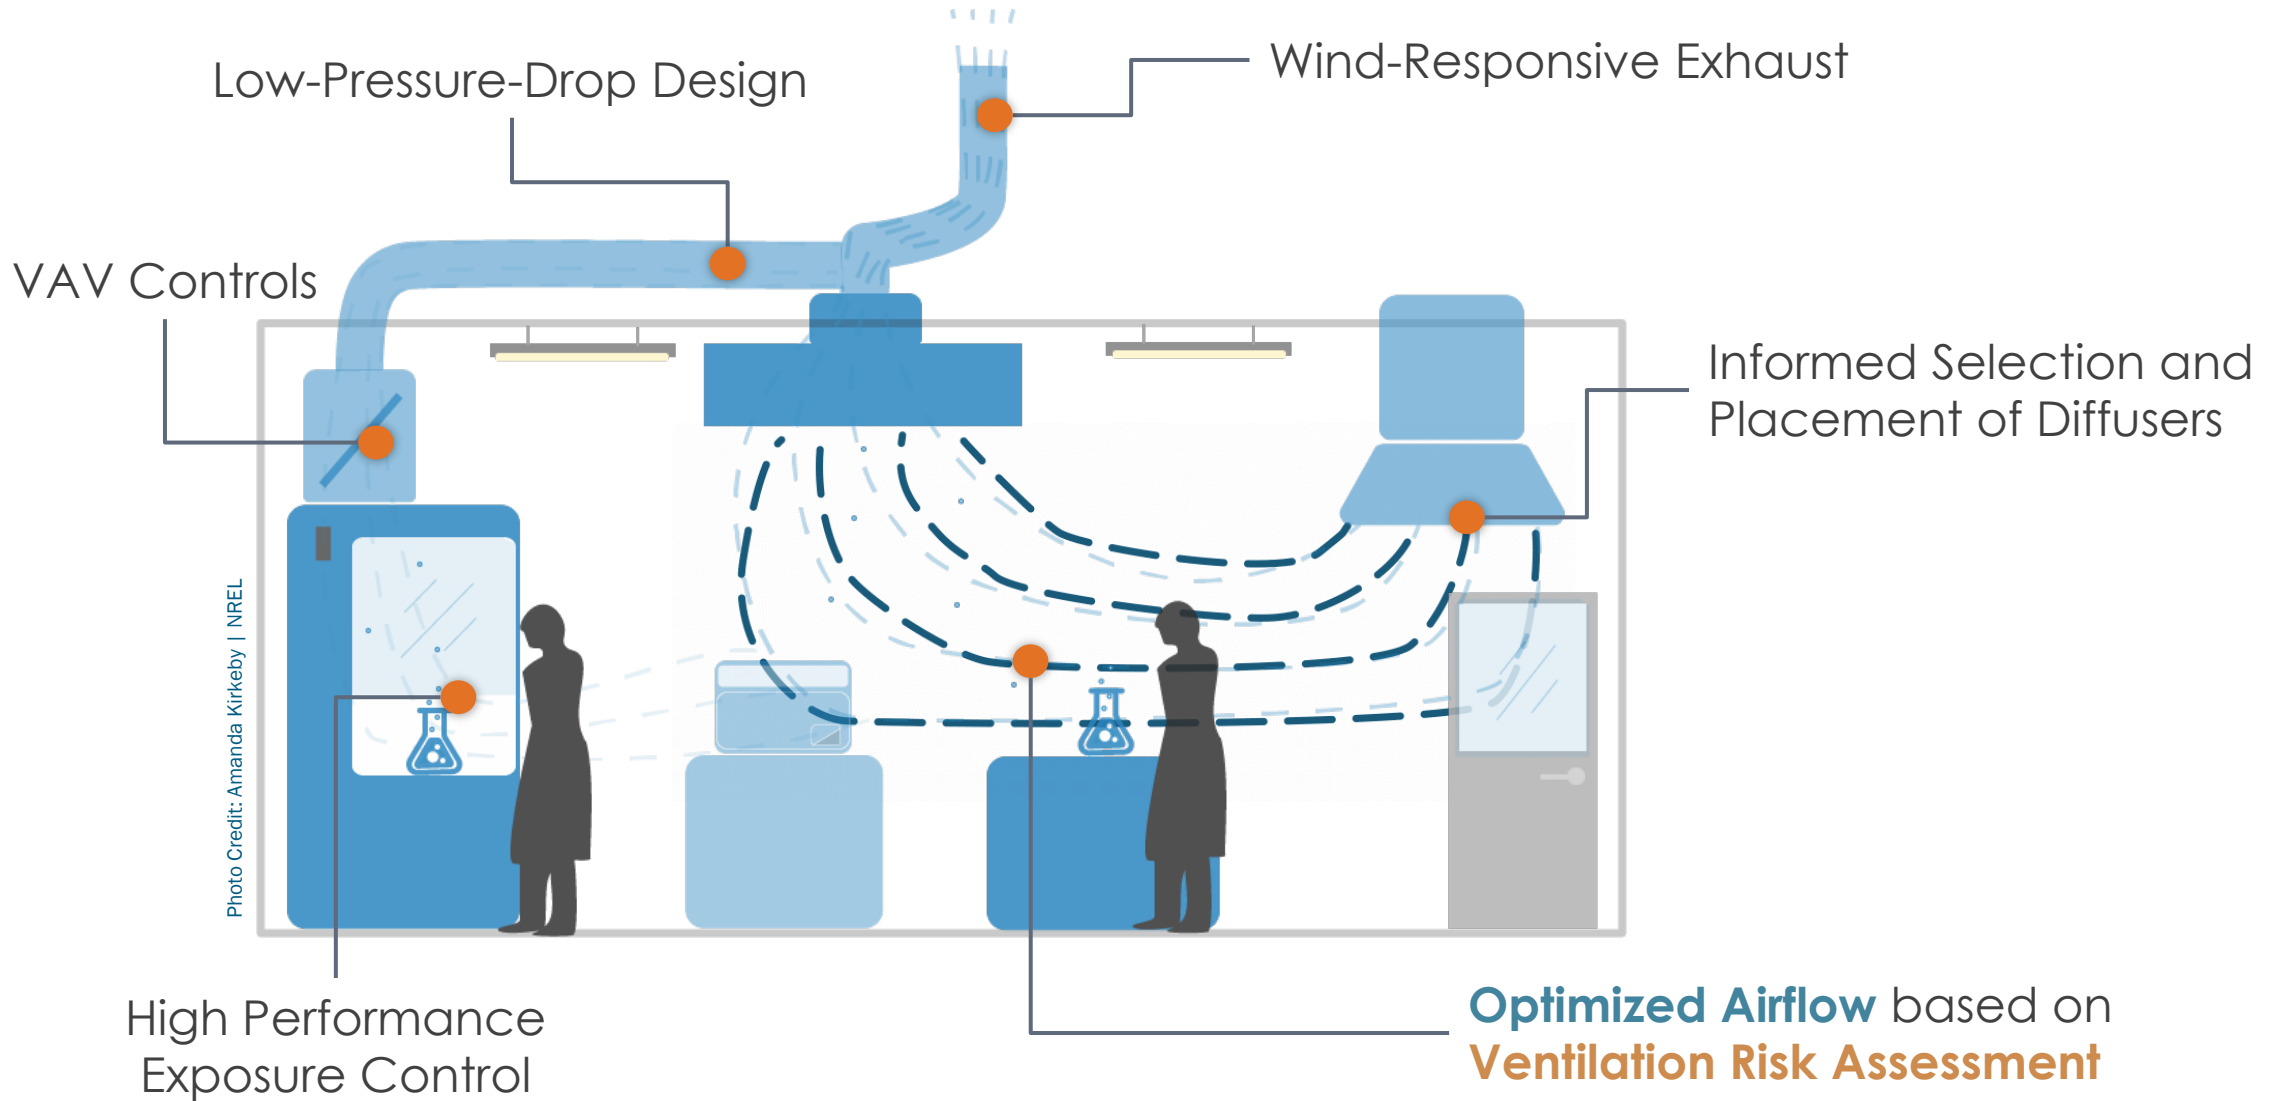 Low-Pressure-Drop Design
Wind-Responsive Exhaust
VAV Controls
Informed Selection and
Placement of Diffusers
Photo Credit: Amanda Kirkeby | NREL
High Performance
Exposure Control
Optimized Airflow based on
Ventilation Risk Assessment